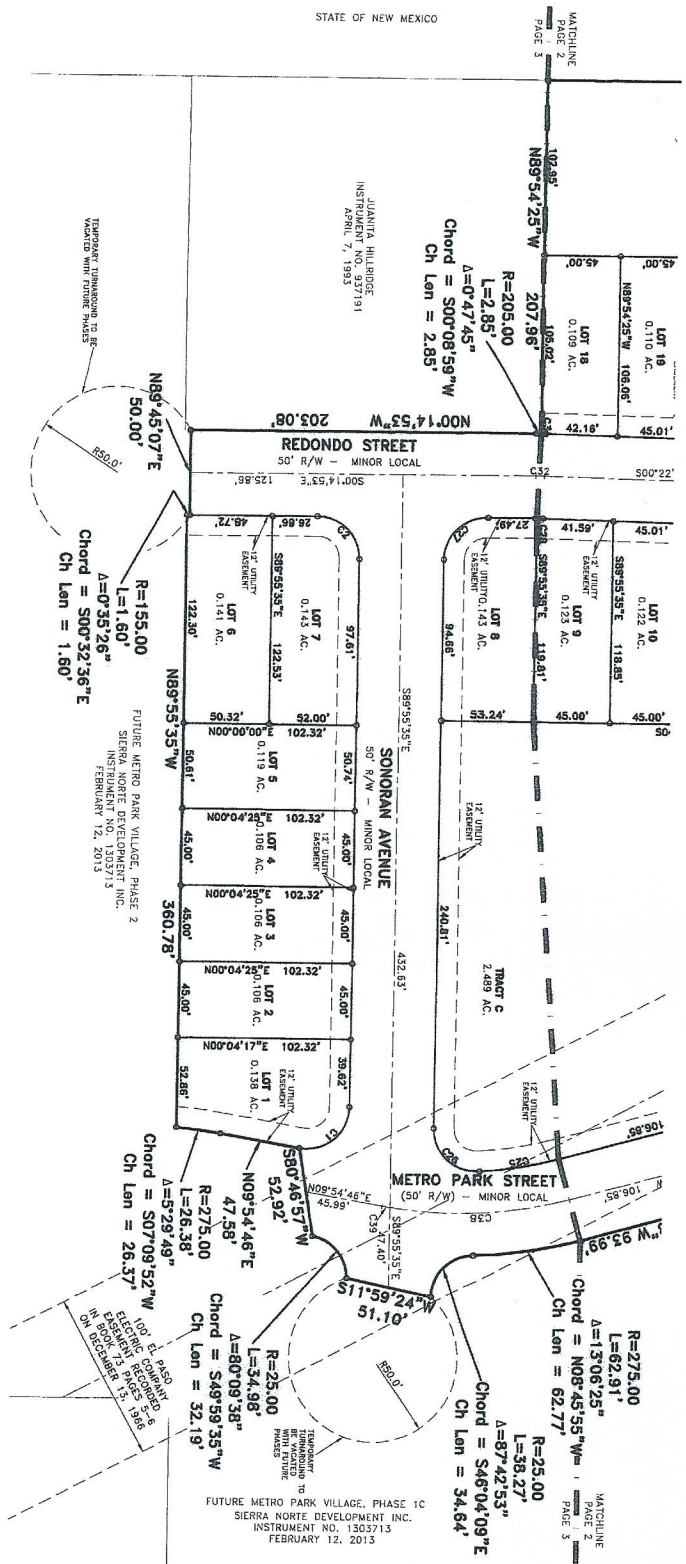 STATE OF NEW MEXICO
MATCHLINE
PAGE 2
PAGE 3
102.95'
N89°54'25"W
207.96'
105.02'
JUANITA HILLRIDGE
INSTRUMENT NO. 937191
APRIL 7, 1993
R=205.00
L=2.85'
Δ=0°47'45"
Chord = S00°08'59"W
Ch Len = 2.85'
45.00'
45.00'
LOT 19
0.110 AC.
N89°54'25"W 106.06'
LOT 18
0.109 AC.
42.16'
45.01'
N00°14'53"W
203.08'
REDONDO STREET
50' R/W - MINOR LOCAL
S00°14'53"E
125.86'
C32
S00°22'
TEMPORARY TURNAROUND TO BE
VACATED WITH FUTURE PHASES
R50.0'
N89°45'07"E
50.00'
R=155.00
L=1.60'
Δ=0°35'26"
Chord = S00°32'36"E
Ch Len = 1.60'
48.72'
26.86'
C2
12' UTILITY
EASEMENT
LOT 6
0.141 AC.
S89°55'35"E
122.53'
LOT 7
0.143 AC.
122.30'
97.61'
C27
27.49'
12' UTILITY
EASEMENT
LOT 8
0.143 AC.
94.66'
S89°55'35"E
119.81'
41.59'
45.01'
LOT 9
0.123 AC.
S89°55'35"E
118.85'
LOT 10
0.122 AC.
50.32'
52.00'
53.24'
45.00'
45.00'
N89°55'35"W
360.78'
N00°00'00"E 102.32'
LOT 5
0.119 AC.
50.61'
50.74'
N00°04'25"E 102.32'
LOT 4
0.106 AC.
45.00'
45.00'
12' UTILITY
EASEMENT
N00°04'25"E 102.32'
LOT 3
0.106 AC.
45.00'
45.00'
N00°04'25"E 102.32'
LOT 2
0.106 AC.
45.00'
45.00'
N00°04'17"E 102.32'
LOT 1
0.138 AC.
52.86'
39.62'
12' UTILITY
EASEMENT
C1
S89°55'35"E
SONORAN AVENUE
50' R/W - MINOR LOCAL
432.63'
12' UTILITY
EASEMENT
240.81'
TRACT C
2.489 AC.
12' UTILITY
EASEMENT
FUTURE METRO PARK VILLAGE, PHASE 2
SIERRA NORTE DEVELOPMENT INC.
INSTRUMENT NO. 1303713
FEBRUARY 12, 2013
C26
C25
106.85'
METRO PARK STREET
(50' R/W) - MINOR LOCAL
N09°54'46"E
45.99'
C39
S89°55'35"E
47.40'
C38
106.85'
"W 93.99'
R=275.00
L=26.38'
Δ=5°29'49"
Chord = S07°09'52"W
Ch Len = 26.37'
N09°54'46"E
47.58'
S80°46'57"W
52.92'
S11°59'24"W
51.10'
R=25.00
L=34.98'
Δ=80°09'38"
Chord = S49°59'35"W
Ch Len = 32.19'
R50.0'
TEMPORARY
TURNAROUND TO
BE VACATED
WITH FUTURE
PHASES
R=25.00
L=38.27'
Δ=87°42'53"
Chord = S46°04'09"E
Ch Len = 34.64'
R=275.00
L=62.91'
Δ=13°06'25"
Chord = N08°45'55"W
Ch Len = 62.77'
100' EL PASO
ELECTRIC COMPANY
EASEMENT RECORDED
IN BOOK 73 PAGES 5-6
ON DECEMBER 13, 1966
MATCHLINE
PAGE 2
PAGE 3
FUTURE METRO PARK VILLAGE, PHASE 1C
SIERRA NORTE DEVELOPMENT INC.
INSTRUMENT NO. 1303713
FEBRUARY 12, 2013